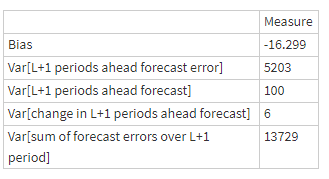 Measure
Bias -16.299
Var[L+1 periods ahead forecast error] 5203
Var[L+1 periods ahead forecast] 100
Var[change in L+1 periods ahead forecast] 6
Var[sum of forecast errors over L+1 13729
period]